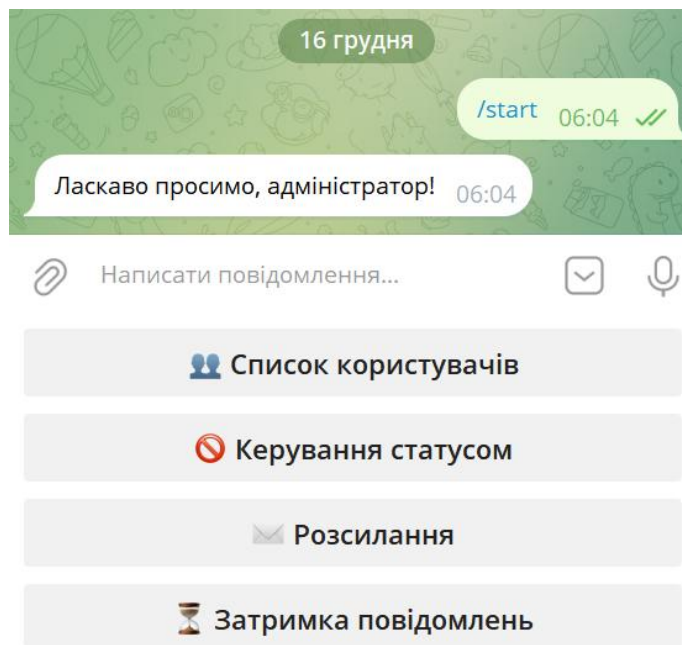 16 грудня
/start 06:04
Ласкаво просимо, адміністратор! 06:04
Написати повідомлення...
👥 Список користувачів
🚫 Керування статусом
✉️ Розсилання
⏳ Затримка повідомлень